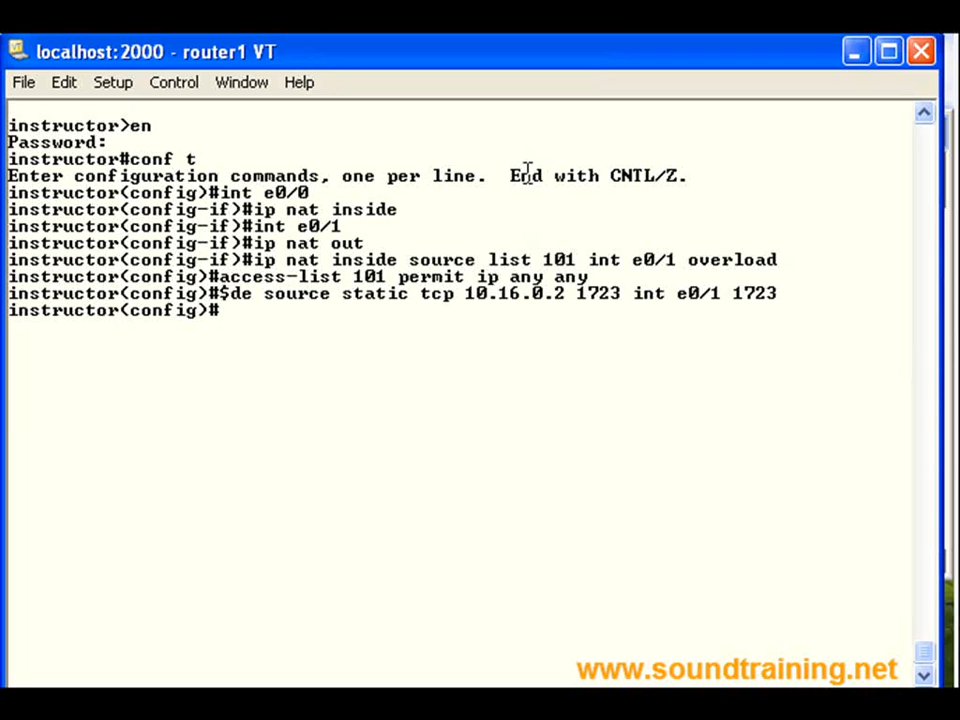 localhost:2000 - router1 VT
File Edit Setup Control Window Help
instructor>en
Password:
instructor#conf t
Enter configuration commands, one per line.  End with CNTL/Z.
instructor(config)#int e0/0
instructor(config-if)#ip nat inside
instructor(config-if)#int e0/1
instructor(config-if)#ip nat out
instructor(config-if)#ip nat inside source list 101 int e0/1 overload
instructor(config)#access-list 101 permit ip any any
instructor(config)#$de source static tcp 10.16.0.2 1723 int e0/1 1723
instructor(config)#
www.soundtraining.net